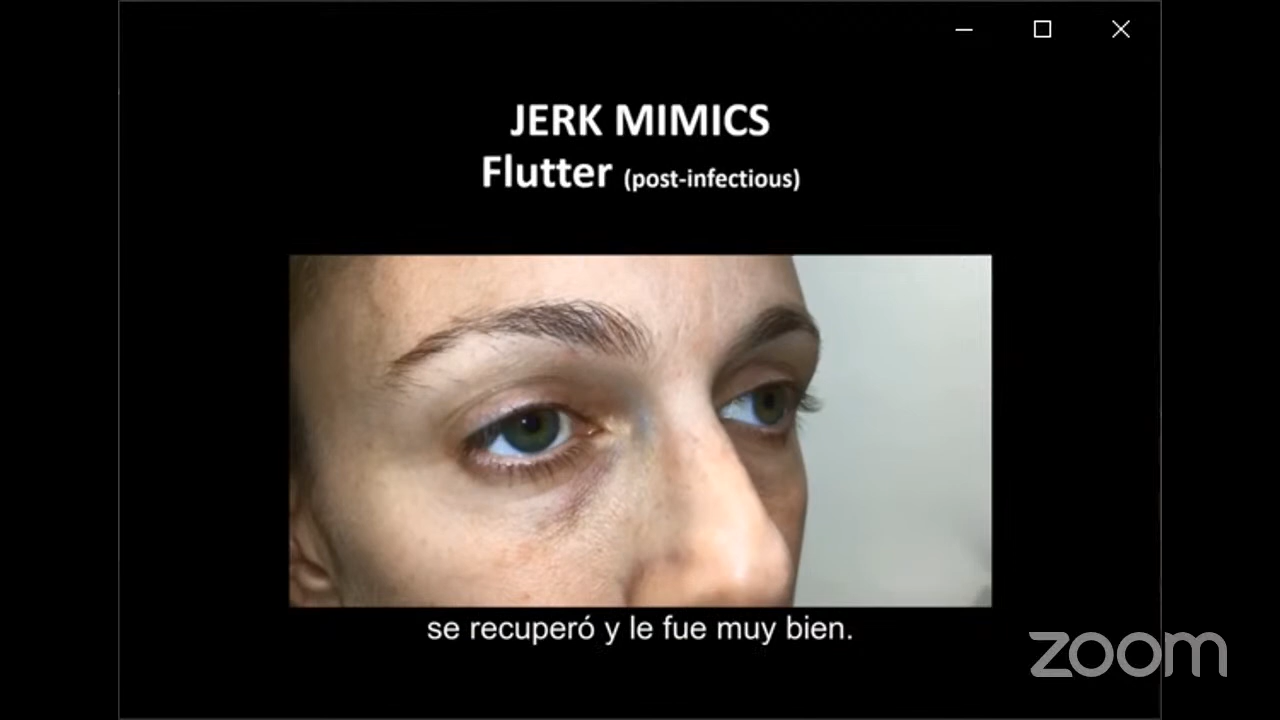 JERK MIMICS
Flutter (post-infectious)
se recuperó y le fue muy bien.
zoom